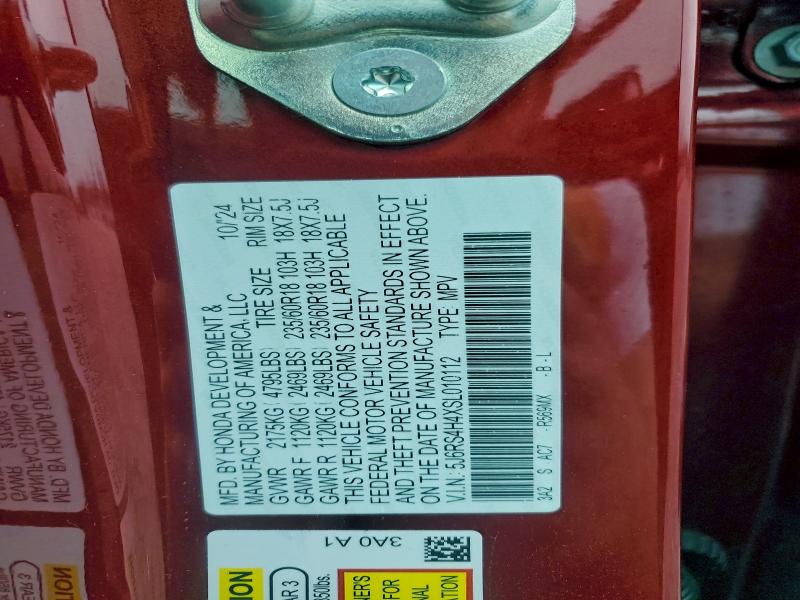 MFD. BY HONDA DEVELOPMENT & 10/'24
MANUFACTURING OF AMERICA, LLC
TIRE SIZE RIM SIZE
GVWR 2175KG 4795LBS
GAWR F 1120KG 2469LBS 235/60R18 103H 18X7.5J
GAWR R 1120KG 2469LBS 235/60R18 103H 18X7.5J
THIS VEHICLE CONFORMS TO ALL APPLICABLE
FEDERAL MOTOR VEHICLE SAFETY
AND THEFT PREVENTION STANDARDS IN EFFECT
ON THE DATE OF MANUFACTURE SHOWN ABOVE.
V.I.N.: 5J6RS4H4XSL010112 TYPE: MPV
3A2 S AC7 -R569MX -B -L
3A0 A1